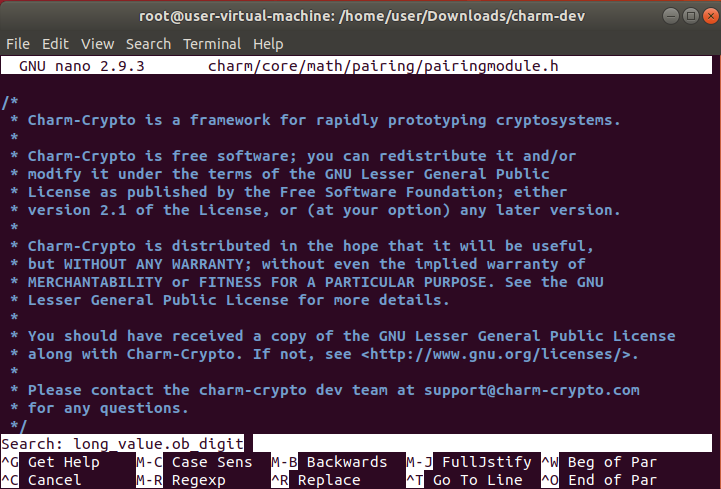 root@user-virtual-machine: /home/user/Downloads/charm-dev
File Edit View Search Terminal Help
GNU nano 2.9.3 charm/core/math/pairing/pairingmodule.h
/*
* Charm-Crypto is a framework for rapidly prototyping cryptosystems.
*
* Charm-Crypto is free software; you can redistribute it and/or
* modify it under the terms of the GNU Lesser General Public
* License as published by the Free Software Foundation; either
* version 2.1 of the License, or (at your option) any later version.
*
* Charm-Crypto is distributed in the hope that it will be useful,
* but WITHOUT ANY WARRANTY; without even the implied warranty of
* MERCHANTABILITY or FITNESS FOR A PARTICULAR PURPOSE. See the GNU
* Lesser General Public License for more details.
*
* You should have received a copy of the GNU Lesser General Public License
* along with Charm-Crypto. If not, see <http://www.gnu.org/licenses/>.
*
* Please contact the charm-crypto dev team at support@charm-crypto.com
* for any questions.
*/
Search: long_value.ob_digit
^G Get Help M-C Case Sens M-B Backwards M-J FullJstify ^W Beg of Par
^C Cancel M-R Regexp ^R Replace ^T Go To Line ^O End of Par